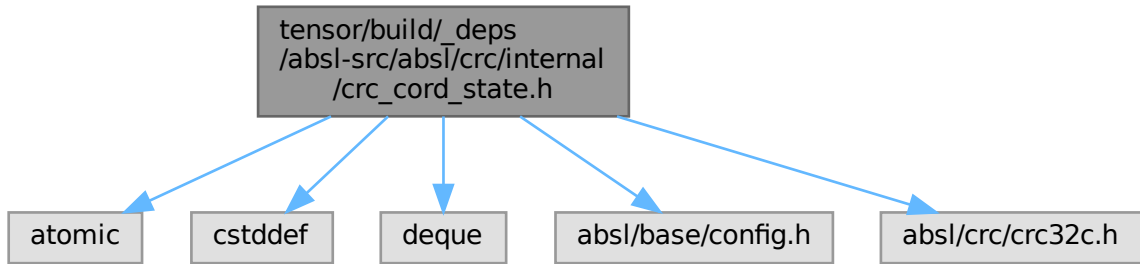 tensor/build/_deps
/absl-src/absl/crc/internal
/crc_cord_state.h
atomic
cstddef
deque
absl/base/config.h
absl/crc/crc32c.h